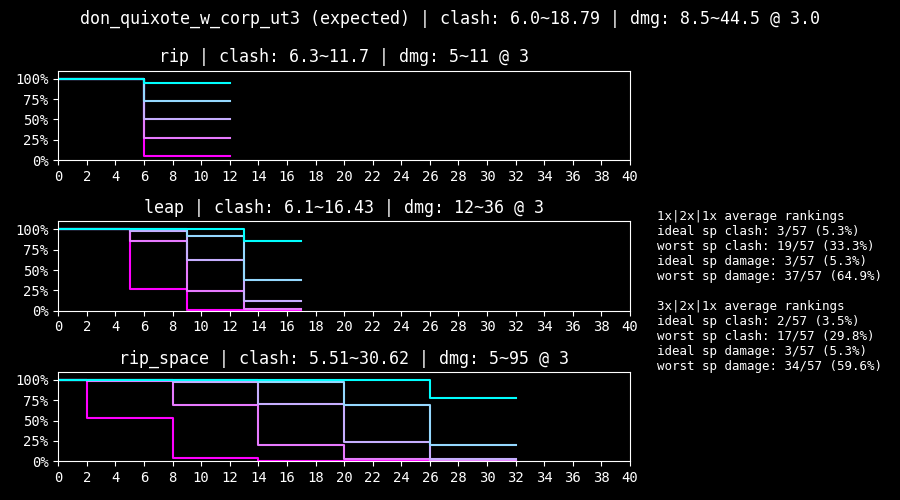 don_quixote_w_corp_ut3 (expected) | clash: 6.0~18.79 | dmg: 8.5~44.5 @ 3.0
rip | clash: 6.3~11.7 | dmg: 5~11 @ 3
100%
75%
50%
25%
0%
0 2 4 6 8 10 12 14 16 18 20 22 24 26 28 30 32 34 36 38 40
leap | clash: 6.1~16.43 | dmg: 12~36 @ 3
100%
75%
50%
25%
0%
0 2 4 6 8 10 12 14 16 18 20 22 24 26 28 30 32 34 36 38 40
rip_space | clash: 5.51~30.62 | dmg: 5~95 @ 3
100%
75%
50%
25%
0%
0 2 4 6 8 10 12 14 16 18 20 22 24 26 28 30 32 34 36 38 40
1x|2x|1x average rankings
ideal sp clash: 3/57 (5.3%)
worst sp clash: 19/57 (33.3%)
ideal sp damage: 3/57 (5.3%)
worst sp damage: 37/57 (64.9%)
3x|2x|1x average rankings
ideal sp clash: 2/57 (3.5%)
worst sp clash: 17/57 (29.8%)
ideal sp damage: 3/57 (5.3%)
worst sp damage: 34/57 (59.6%)